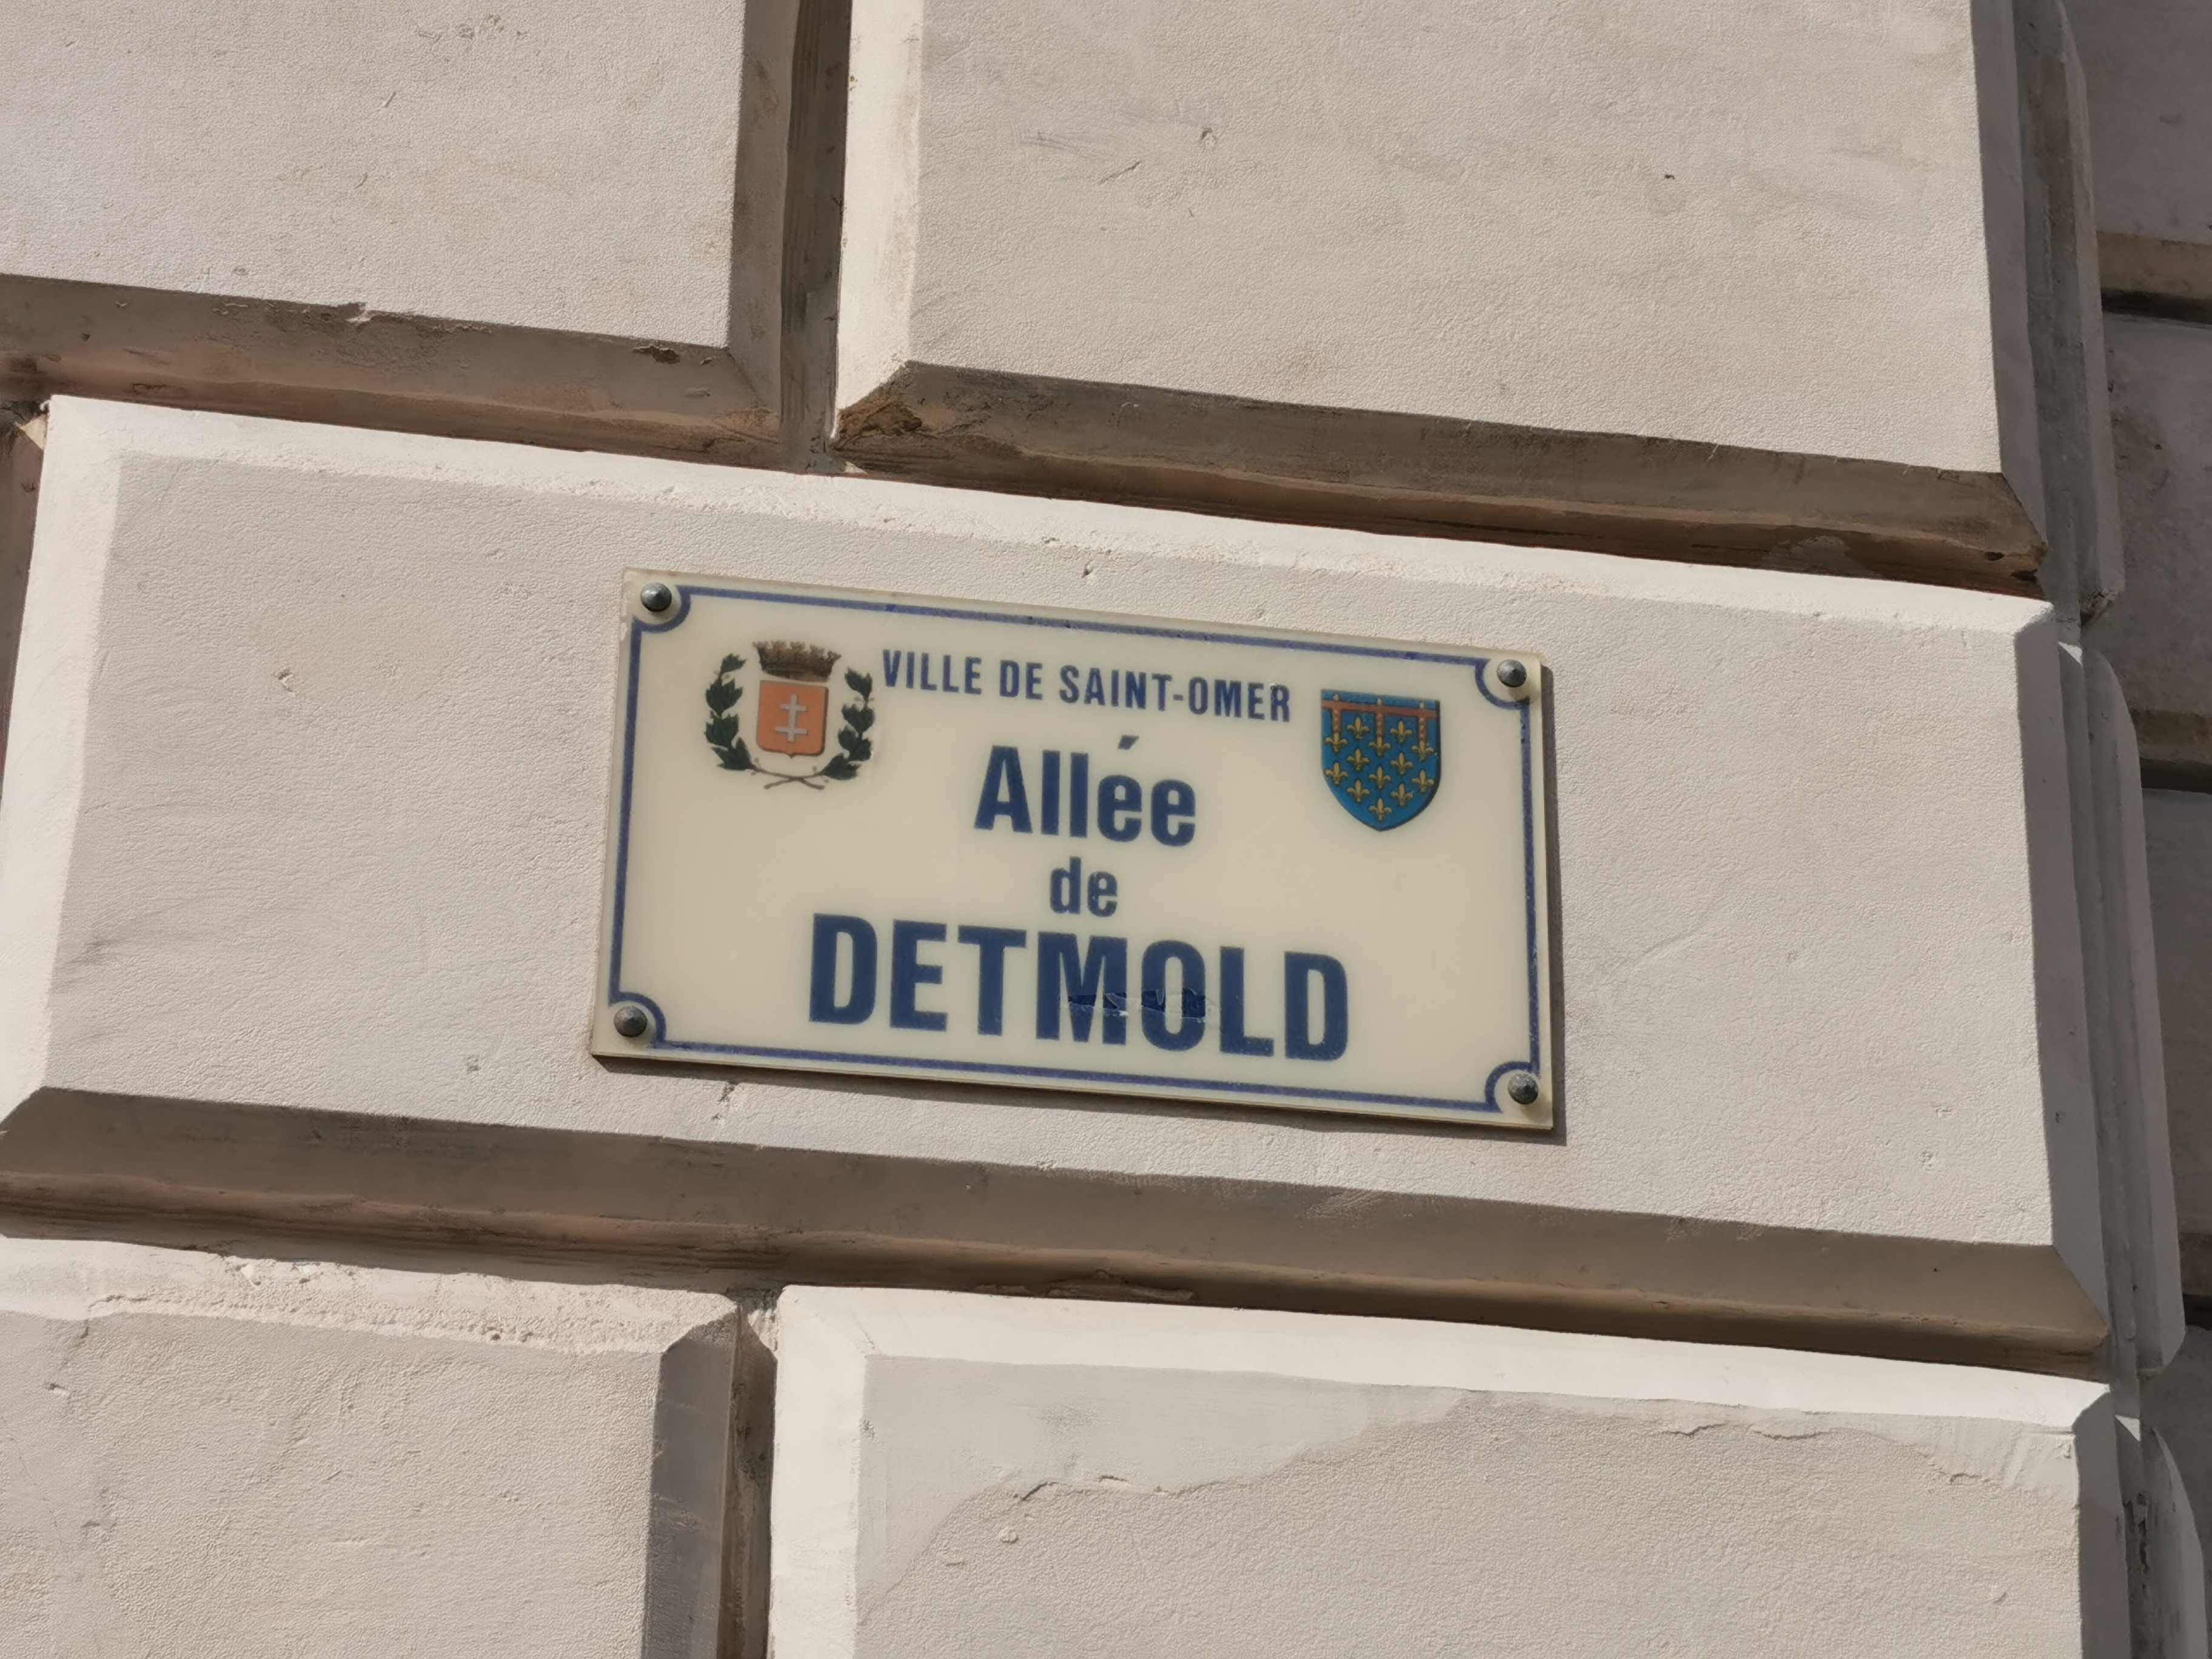 VILLE DE SAINT-OMER
Allée
de
DETMOLD